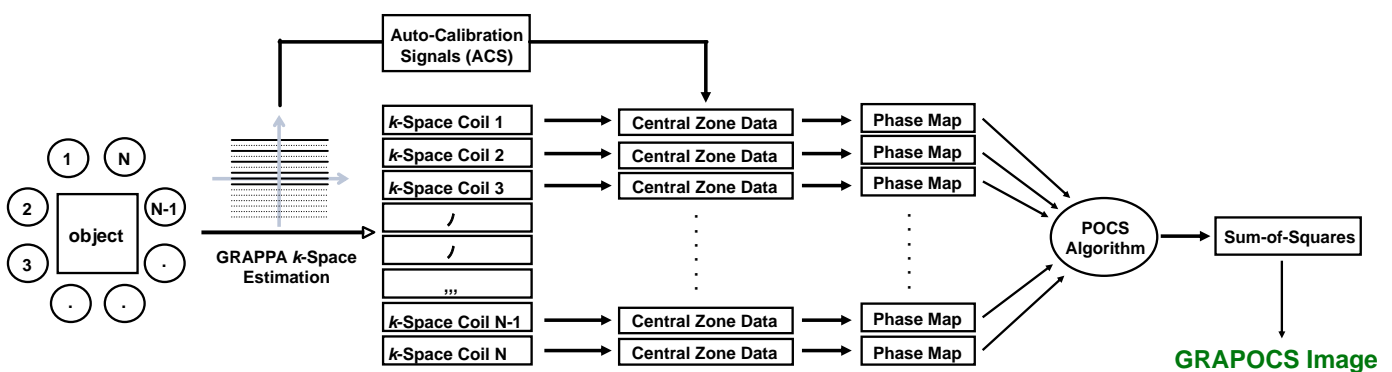 Auto-Calibration
Signals (ACS)
1
N
2
N-1
3
.
.
.
object
GRAPPA k-Space
Estimation
k-Space Coil 1
Central Zone Data
Phase Map
k-Space Coil 2
Central Zone Data
Phase Map
k-Space Coil 3
Central Zone Data
Phase Map
,
,
,,,
k-Space Coil N-1
Central Zone Data
Phase Map
k-Space Coil N
Central Zone Data
Phase Map
POCS
Algorithm
Sum-of-Squares
GRAPOCS Image